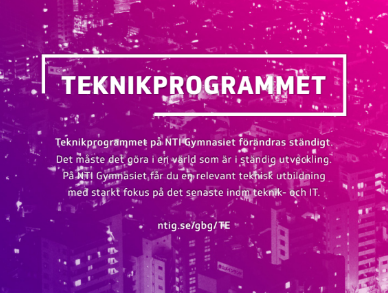 TEKNIKPROGRAMMET
Teknikprogrammet på NTI Gymnasiet förändras ständigt.
Det måste det göra i en värld som är i ständig utveckling.
På NTI Gymnasiet får du en relevant teknisk utbildning
med starkt fokus på det senaste inom teknik- och IT.
ntig.se/gbg/TE